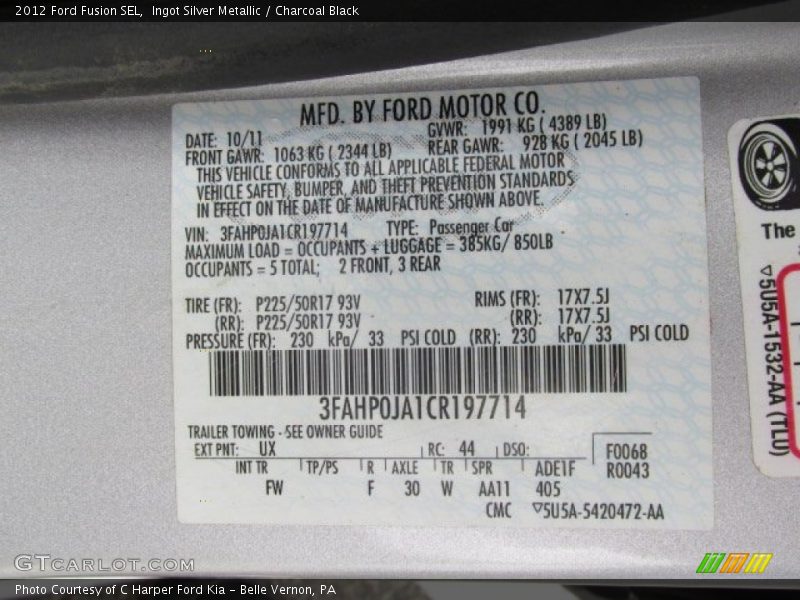 2012 Ford Fusion SEL,  Ingot Silver Metallic / Charcoal Black
MFD. BY FORD MOTOR CO.
DATE: 10/11 GVWR: 1991 KG ( 4389 LB)
FRONT GAWR: 1063 KG ( 2344 LB) REAR GAWR: 928 KG ( 2045 LB)
THIS VEHICLE CONFORMS TO ALL APPLICABLE FEDERAL MOTOR
VEHICLE SAFETY, BUMPER, AND THEFT PREVENTION STANDARDS
IN EFFECT ON THE DATE OF MANUFACTURE SHOWN ABOVE.
VIN: 3FAHP0JA1CR197714 TYPE: Passenger Car
MAXIMUM LOAD = OCCUPANTS + LUGGAGE = 385KG/ 850LB
OCCUPANTS = 5 TOTAL; 2 FRONT, 3 REAR
TIRE (FR): P225/50R17 93V RIMS (FR): 17X7.5J
(RR): P225/50R17 93V (RR): 17X7.5J
PRESSURE (FR): 230 kPa/ 33 PSI COLD (RR): 230 kPa/ 33 PSI COLD
3FAHP0JA1CR197714
TRAILER TOWING - SEE OWNER GUIDE
EXT PNT: UX RC: 44 DSO: F0068
INT TR TP/PS R AXLE TR SPR ADE1F R0043
FW F 30 W AA11 405
CMC ▽5U5A-5420472-AA
The
▽5U5A-1532-AA (TLU)
GTCARLOT.COM
Photo Courtesy of C Harper Ford Kia – Belle Vernon, PA